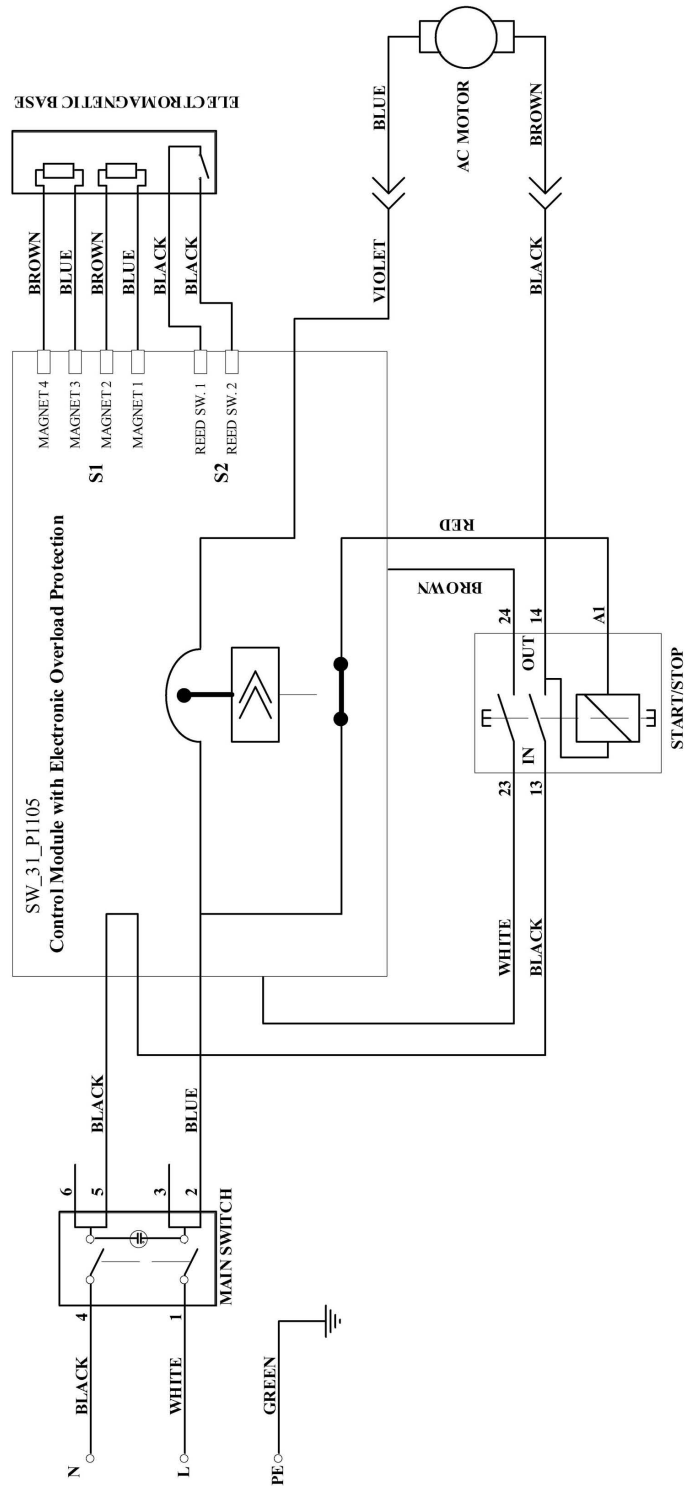 SW_31_P1105
Control Module with Electronic Overload Protection
N
BLACK
4
L
WHITE
1
PE
GREEN
MAIN SWITCH
6
5
3
2
BLACK
BLUE
WHITE
BLACK
23
13
IN
OUT
24
14
A1
START/STOP
BROWN
RED
S1
S2
MAGNET 4
MAGNET 3
MAGNET 2
MAGNET 1
REED SW. 1
REED SW. 2
BROWN
BLUE
BROWN
BLUE
BLACK
BLACK
ELECTROMAGNETIC BASE
VIOLET
BLUE
AC MOTOR
BLACK
BROWN